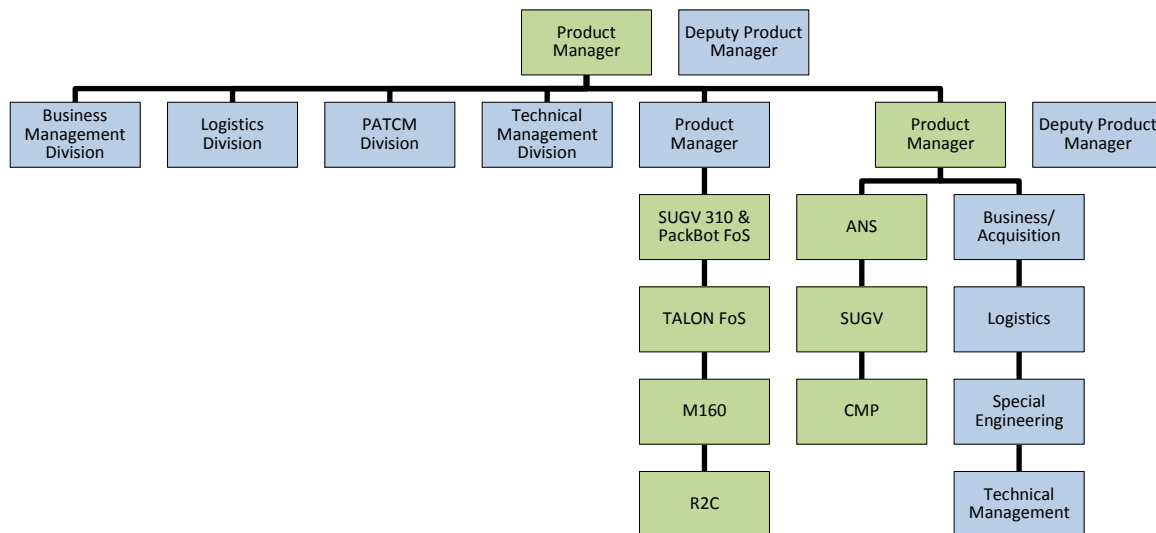 Product
Manager
Deputy Product
Manager
Business
Management
Division
Logistics
Division
PATCM
Division
Technical
Management
Division
Product
Manager
Product
Manager
Deputy Product
Manager
SUGV 310 &
PackBot FoS
ANS
Business/
Acquisition
TALON FoS
SUGV
Logistics
M160
CMP
Special
Engineering
R2C
Technical
Management